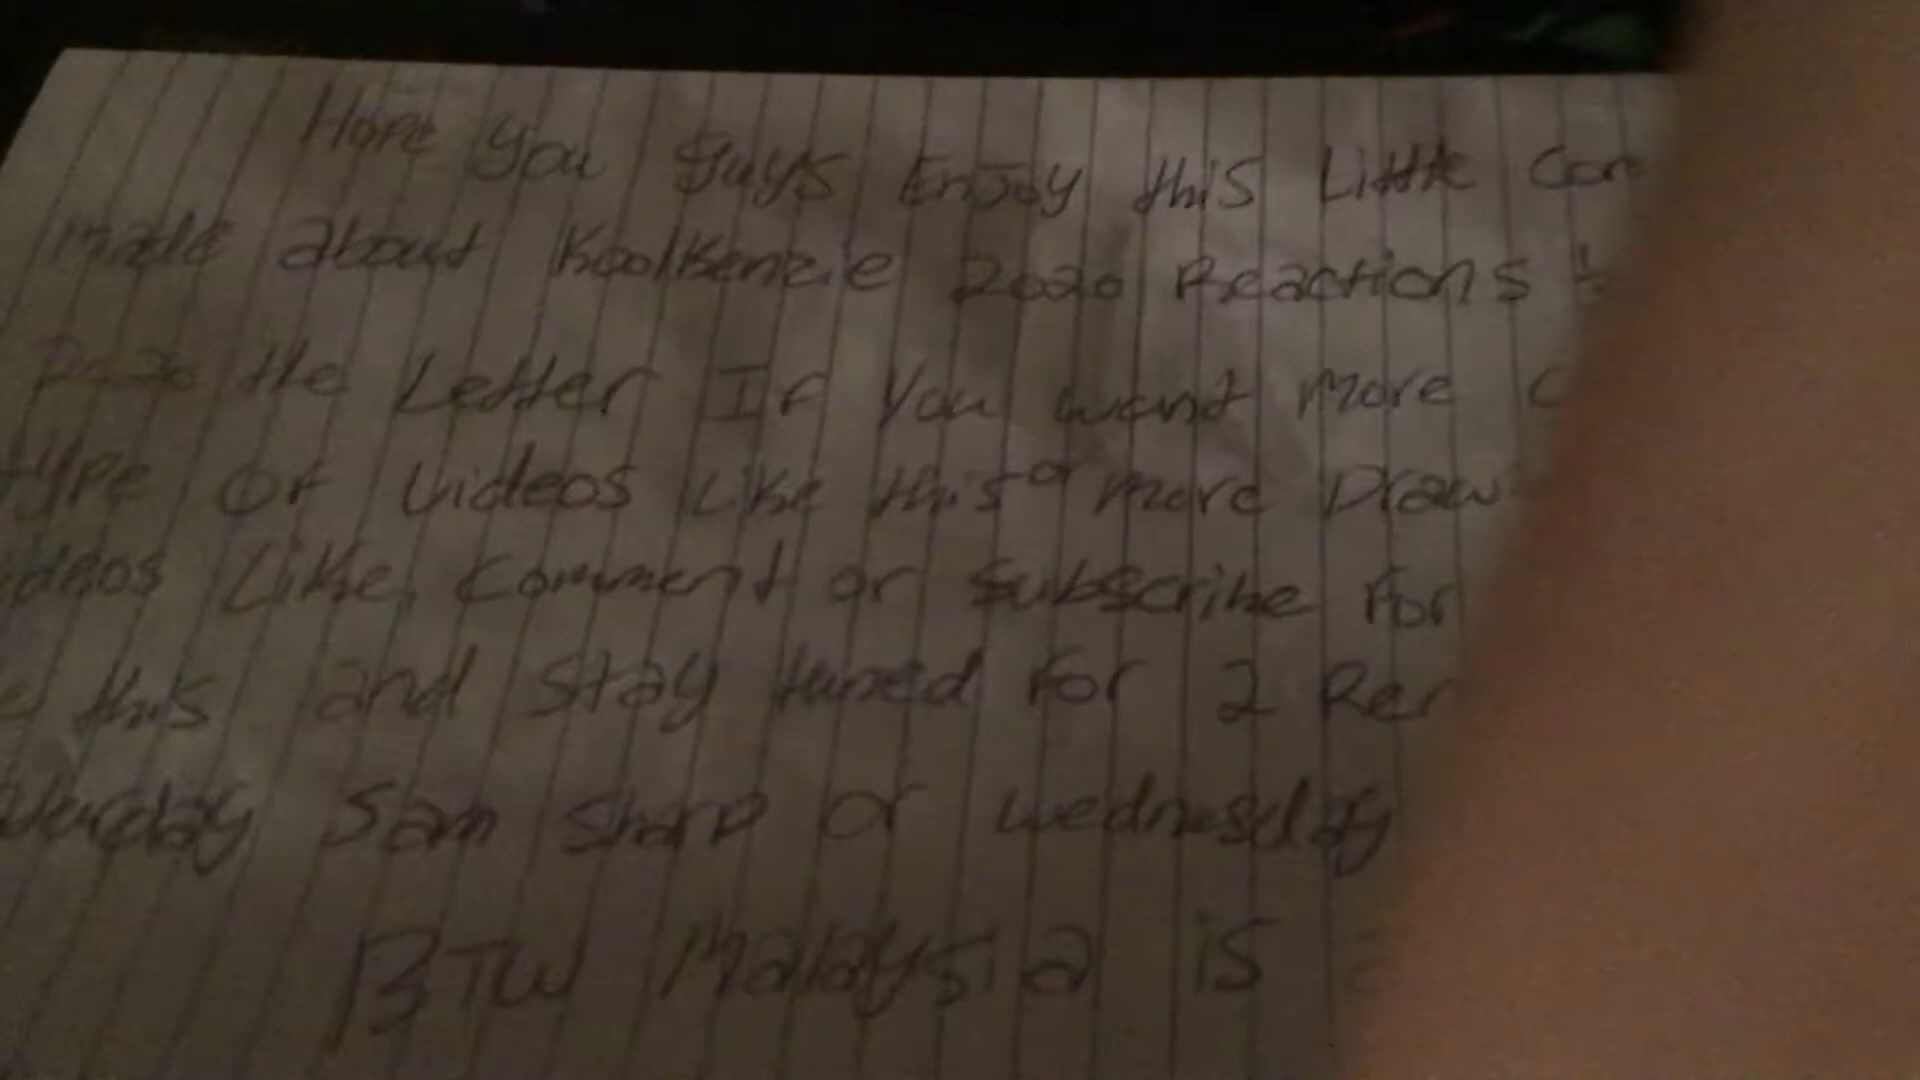 Hope you guys Enjoy this Little
made about KoolKenzie 2020 Reactions
the Letter If you want more
type of videos Like this more Draw
Like, Comment or subscribe for
this and stay tuned for 2
Sam sharp or wednesday
BTW Malaysia is